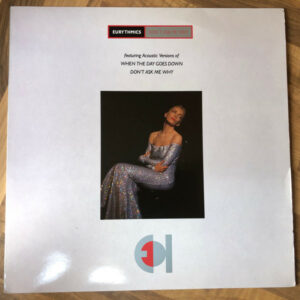 EURYTHMICS
featuring Acoustic Versions of
WHEN THE DAY GOES DOWN
DON'T ASK ME WHY